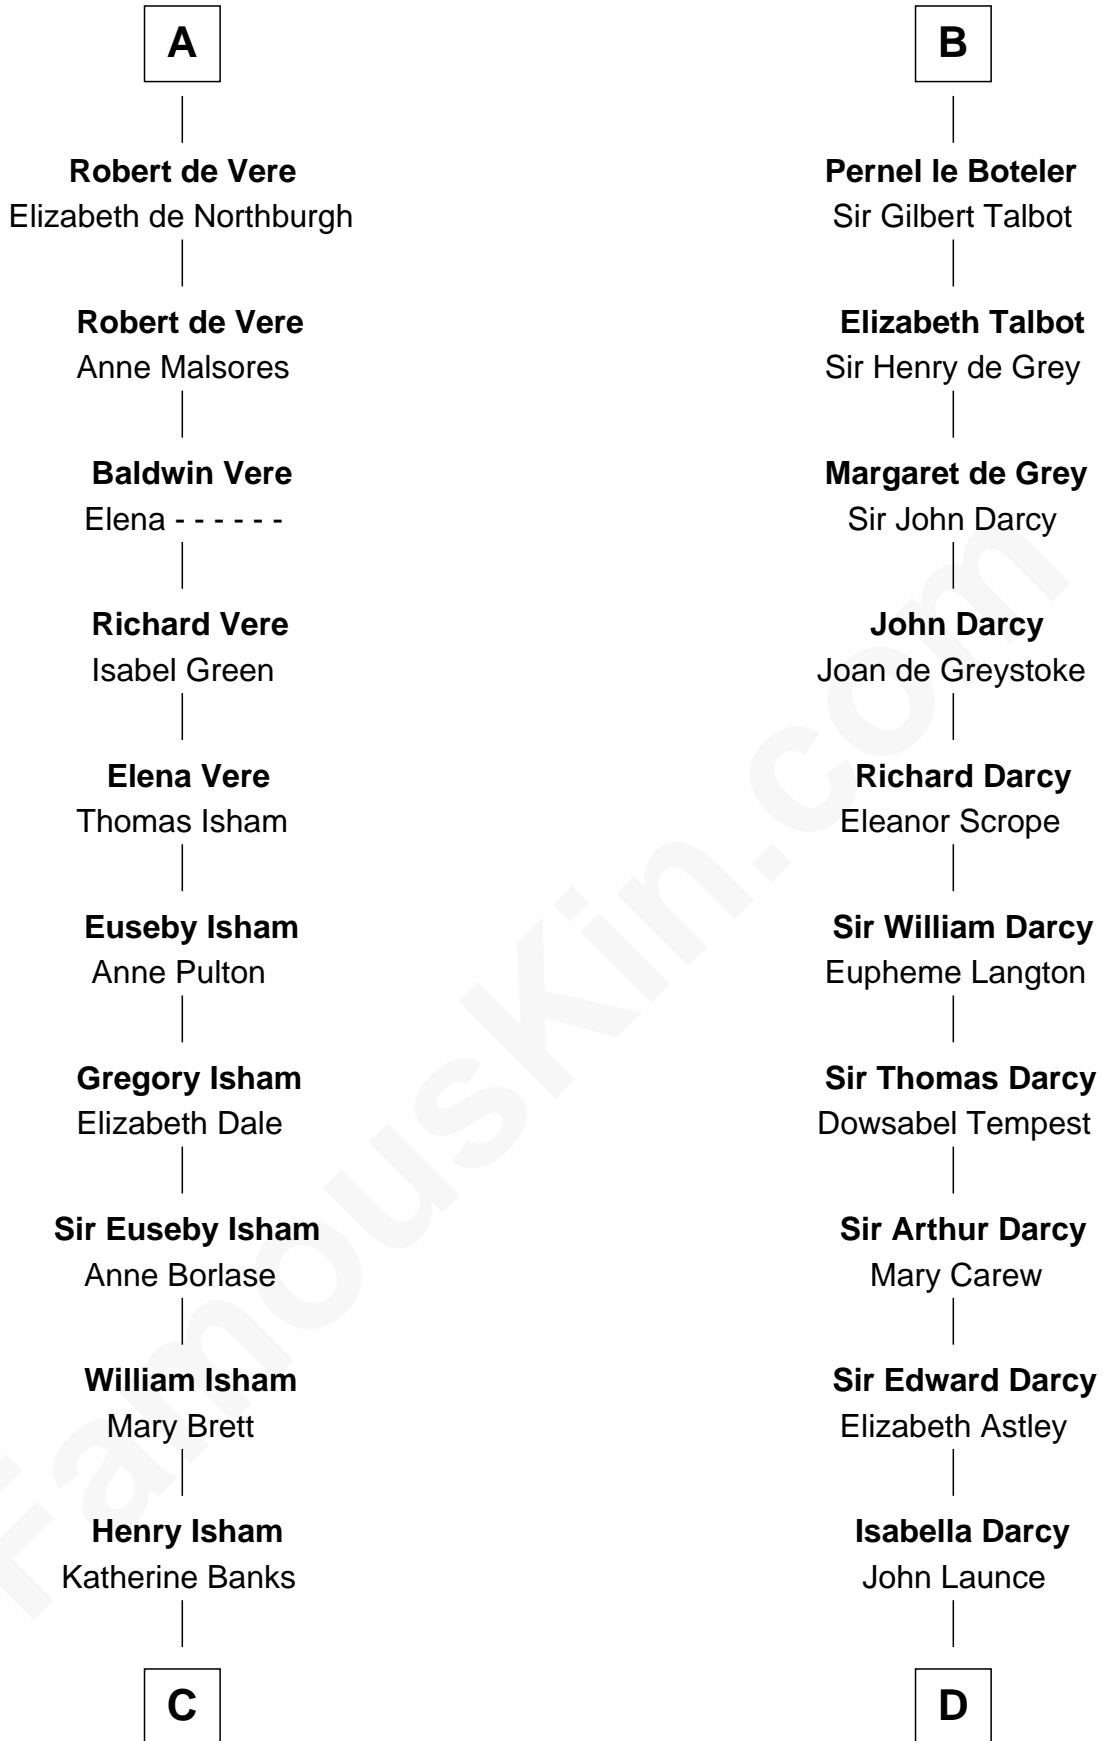 A
Robert de Vere
Elizabeth de Northburgh
Robert de Vere
Anne Malsores
Baldwin Vere
Elena - - - - - -
Richard Vere
Isabel Green
Elena Vere
Thomas Isham
Euseby Isham
Anne Pulton
Gregory Isham
Elizabeth Dale
Sir Euseby Isham
Anne Borlase
William Isham
Mary Brett
Henry Isham
Katherine Banks
C
B
Pernel le Boteler
Sir Gilbert Talbot
Elizabeth Talbot
Sir Henry de Grey
Margaret de Grey
Sir John Darcy
John Darcy
Joan de Greystoke
Richard Darcy
Eleanor Scrope
Sir William Darcy
Eupheme Langton
Sir Thomas Darcy
Dowsabel Tempest
Sir Arthur Darcy
Mary Carew
Sir Edward Darcy
Elizabeth Astley
Isabella Darcy
John Launce
D
FamousKin.com